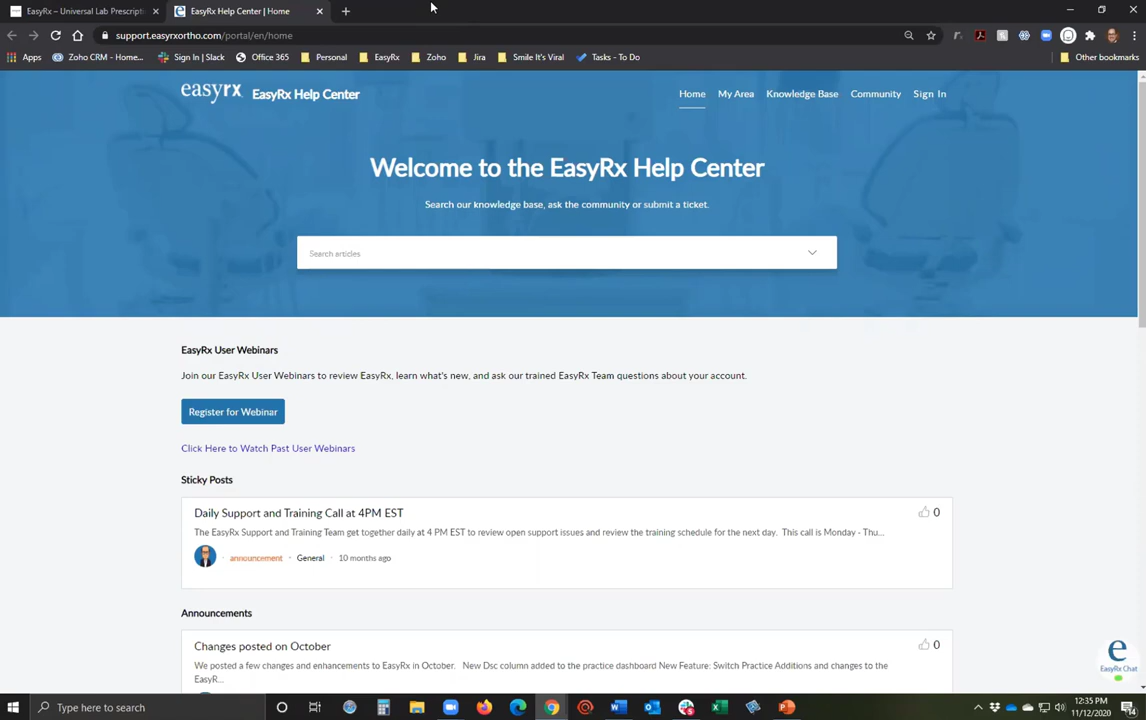 EasyRx – Universal Lab Prescripti
EasyRx Help Center | Home
support.easyrxortho.com/portal/en/home
Apps
Zoho CRM - Home...
Sign In | Slack
Office 365
Personal
EasyRx
Zoho
Jira
Smile It's Viral
Tasks - To Do
Other bookmarks
easyrx EasyRx Help Center
Home
My Area
Knowledge Base
Community
Sign In
Welcome to the EasyRx Help Center
Search our knowledge base, ask the community or submit a ticket.
Search articles
EasyRx User Webinars
Join our EasyRx User Webinars to review EasyRx, learn what's new, and ask our trained EasyRx Team questions about your account.
Register for Webinar
Click Here to Watch Past User Webinars
Sticky Posts
Daily Support and Training Call at 4PM EST
0
The EasyRx Support and Training Team get together daily at 4 PM EST to review open support issues and review the training schedule for the next day. This call is Monday - Thu...
announcement • General • 10 months ago
Announcements
Changes posted on October
0
We posted a few changes and enhancements to EasyRx in October. New Dsc column added to the practice dashboard New Feature: Switch Practice Additions and changes to the
EasyR...
e
EasyRx Chat
Type here to search
12:35 PM
11/12/2020